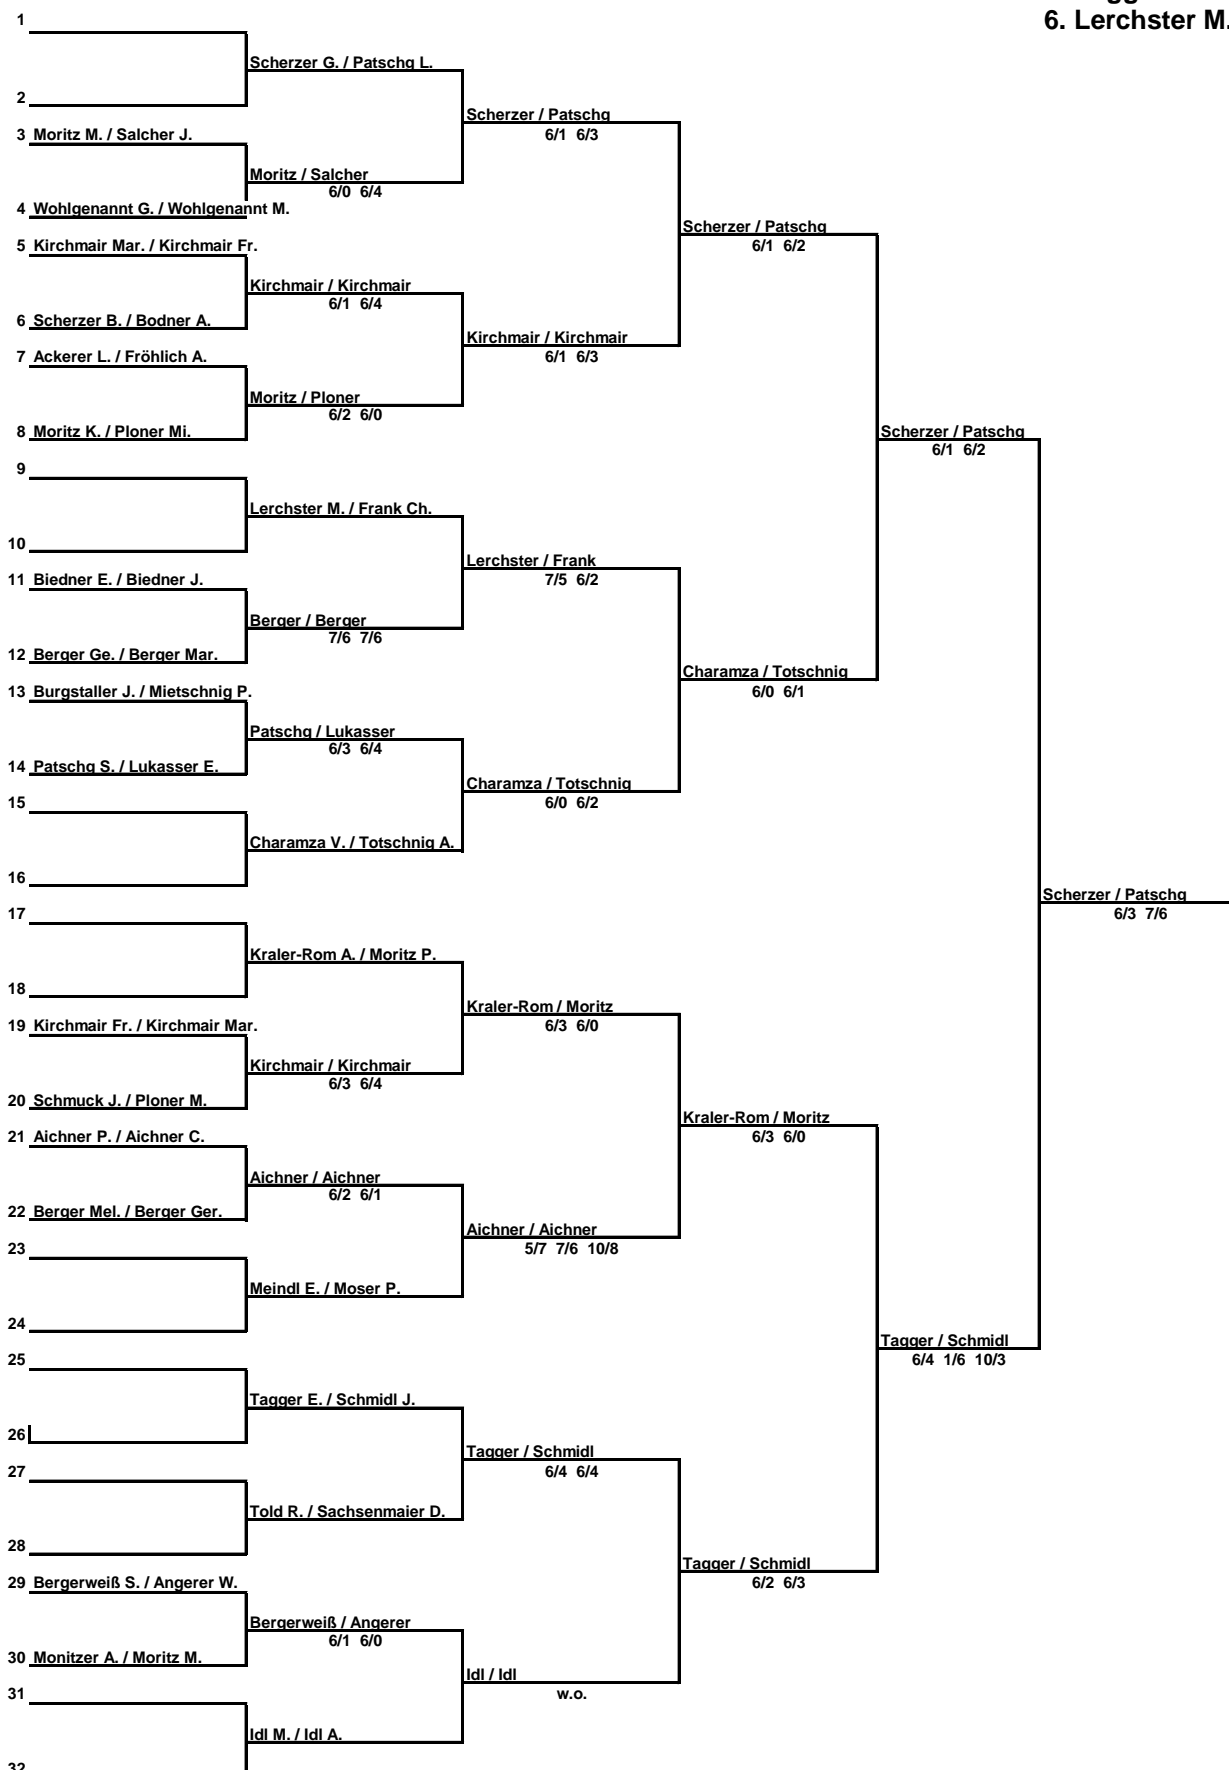 6. Lerchster M.
1
Scherzer G. / Patschg L.
2
Scherzer / Patschg
6/1 6/3
3 Moritz M. / Salcher J.
Moritz / Salcher
6/0 6/4
4 Wohlgenannt G. / Wohlgenannt M.
Scherzer / Patschg
6/1 6/2
5 Kirchmair Mar. / Kirchmair Fr.
Kirchmair / Kirchmair
6/1 6/4
6 Scherzer B. / Bodner A.
Kirchmair / Kirchmair
6/1 6/3
7 Ackerer L. / Fröhlich A.
Moritz / Ploner
6/2 6/0
8 Moritz K. / Ploner Mi.
Scherzer / Patschg
6/1 6/2
9
Lerchster M. / Frank Ch.
10
Lerchster / Frank
7/5 6/2
11 Biedner E. / Biedner J.
Berger / Berger
7/6 7/6
12 Berger Ge. / Berger Mar.
Charamza / Totschnig
6/0 6/1
13 Burgstaller J. / Mietschnig P.
Patschg / Lukasser
6/3 6/4
14 Patschg S. / Lukasser E.
Charamza / Totschnig
6/0 6/2
15
Charamza V. / Totschnig A.
16
Scherzer / Patschg
6/3 7/6
17
Kraler-Rom A. / Moritz P.
18
Kraler-Rom / Moritz
6/3 6/0
19 Kirchmair Fr. / Kirchmair Mar.
Kirchmair / Kirchmair
6/3 6/4
20 Schmuck J. / Ploner M.
Kraler-Rom / Moritz
6/3 6/0
21 Aichner P. / Aichner C.
Aichner / Aichner
6/2 6/1
22 Berger Mel. / Berger Ger.
Aichner / Aichner
5/7 7/6 10/8
23
Meindl E. / Moser P.
24
Tagger / Schmidl
6/4 1/6 10/3
25
Tagger E. / Schmidl J.
26
Tagger / Schmidl
6/4 6/4
27
Told R. / Sachsenmaier D.
28
Tagger / Schmidl
6/2 6/3
29 Bergerweiß S. / Angerer W.
Bergerweiß / Angerer
6/1 6/0
30 Monitzer A. / Moritz M.
Idl / Idl
w.o.
31
Idl M. / Idl A.
32